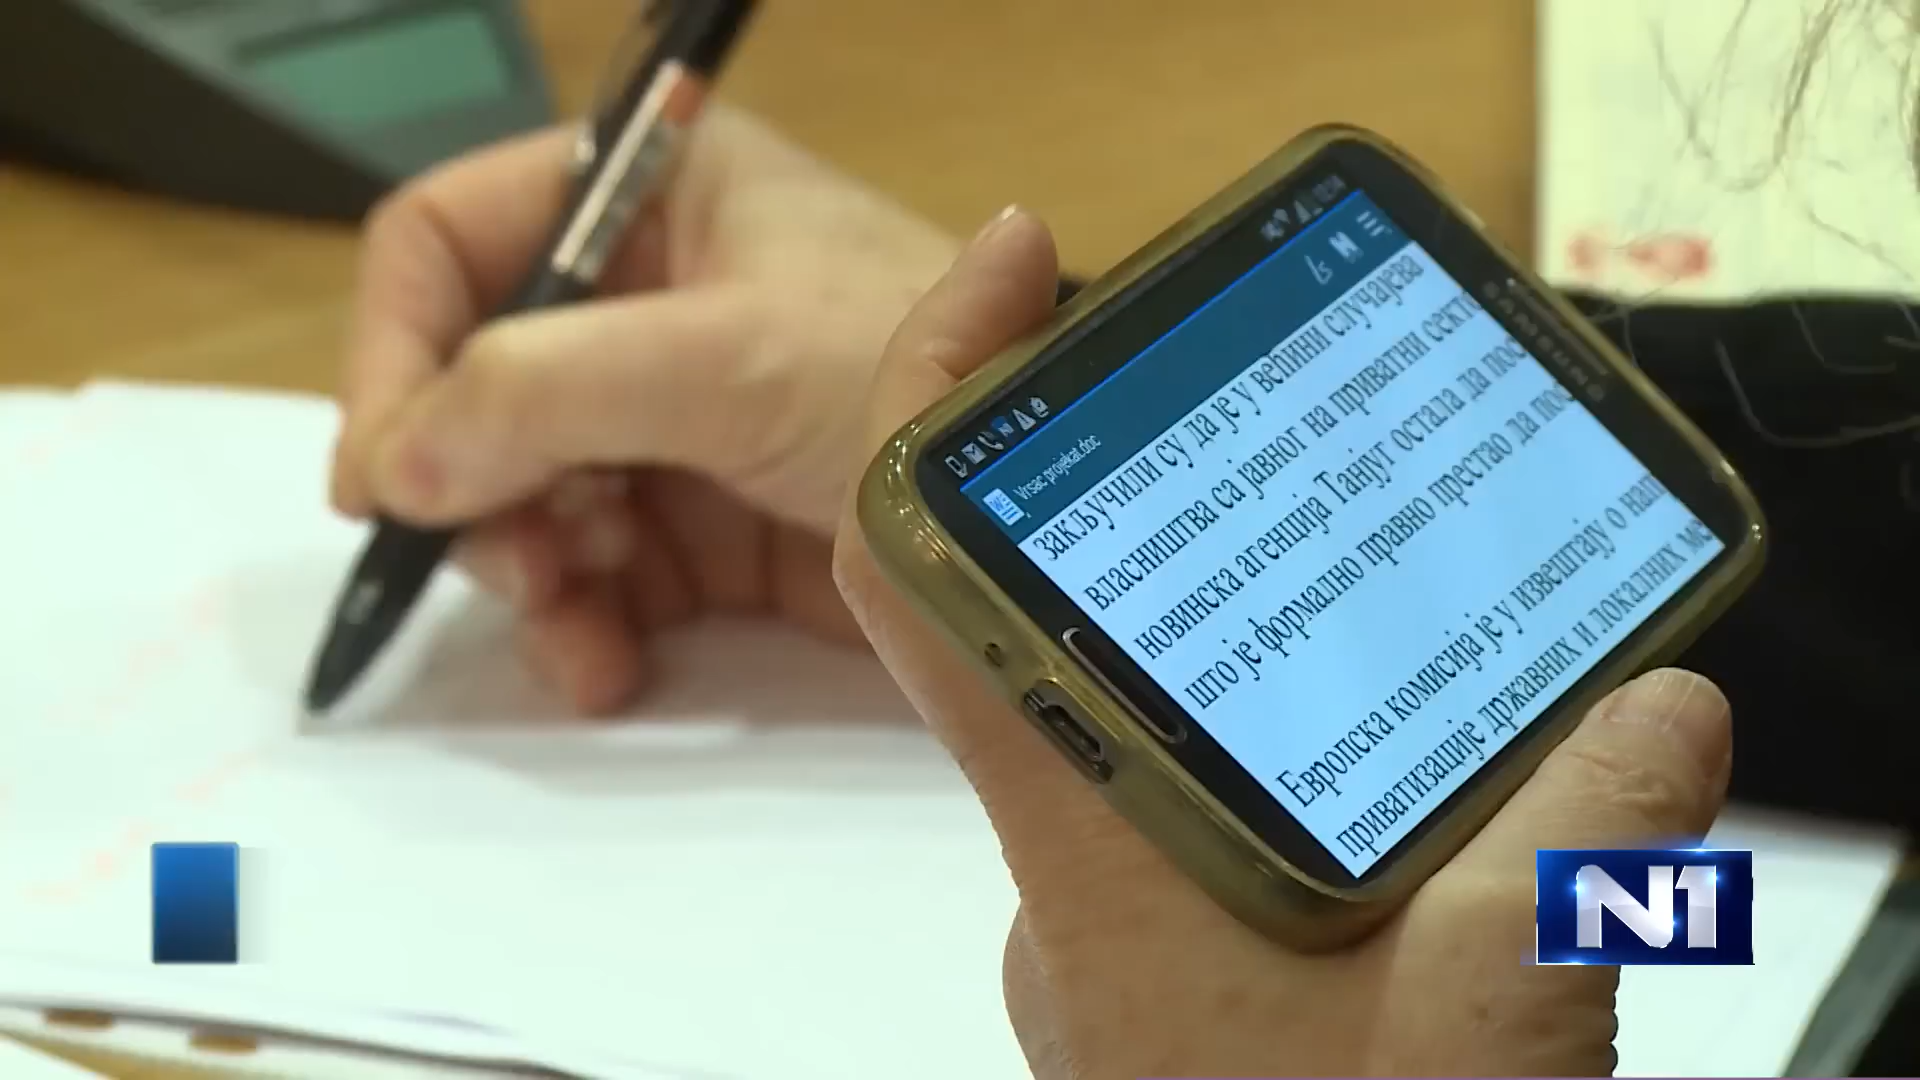 Vrsac projekat.doc
закључили су да је у већини случајева
власништва са јавног на приватни секто
новинска агенција Танјуг остала да пос
што је формално правно престао да пос
Европска комисија је у извештају о нап
приватизације државних и локалних ме
SAMSUNG
N1